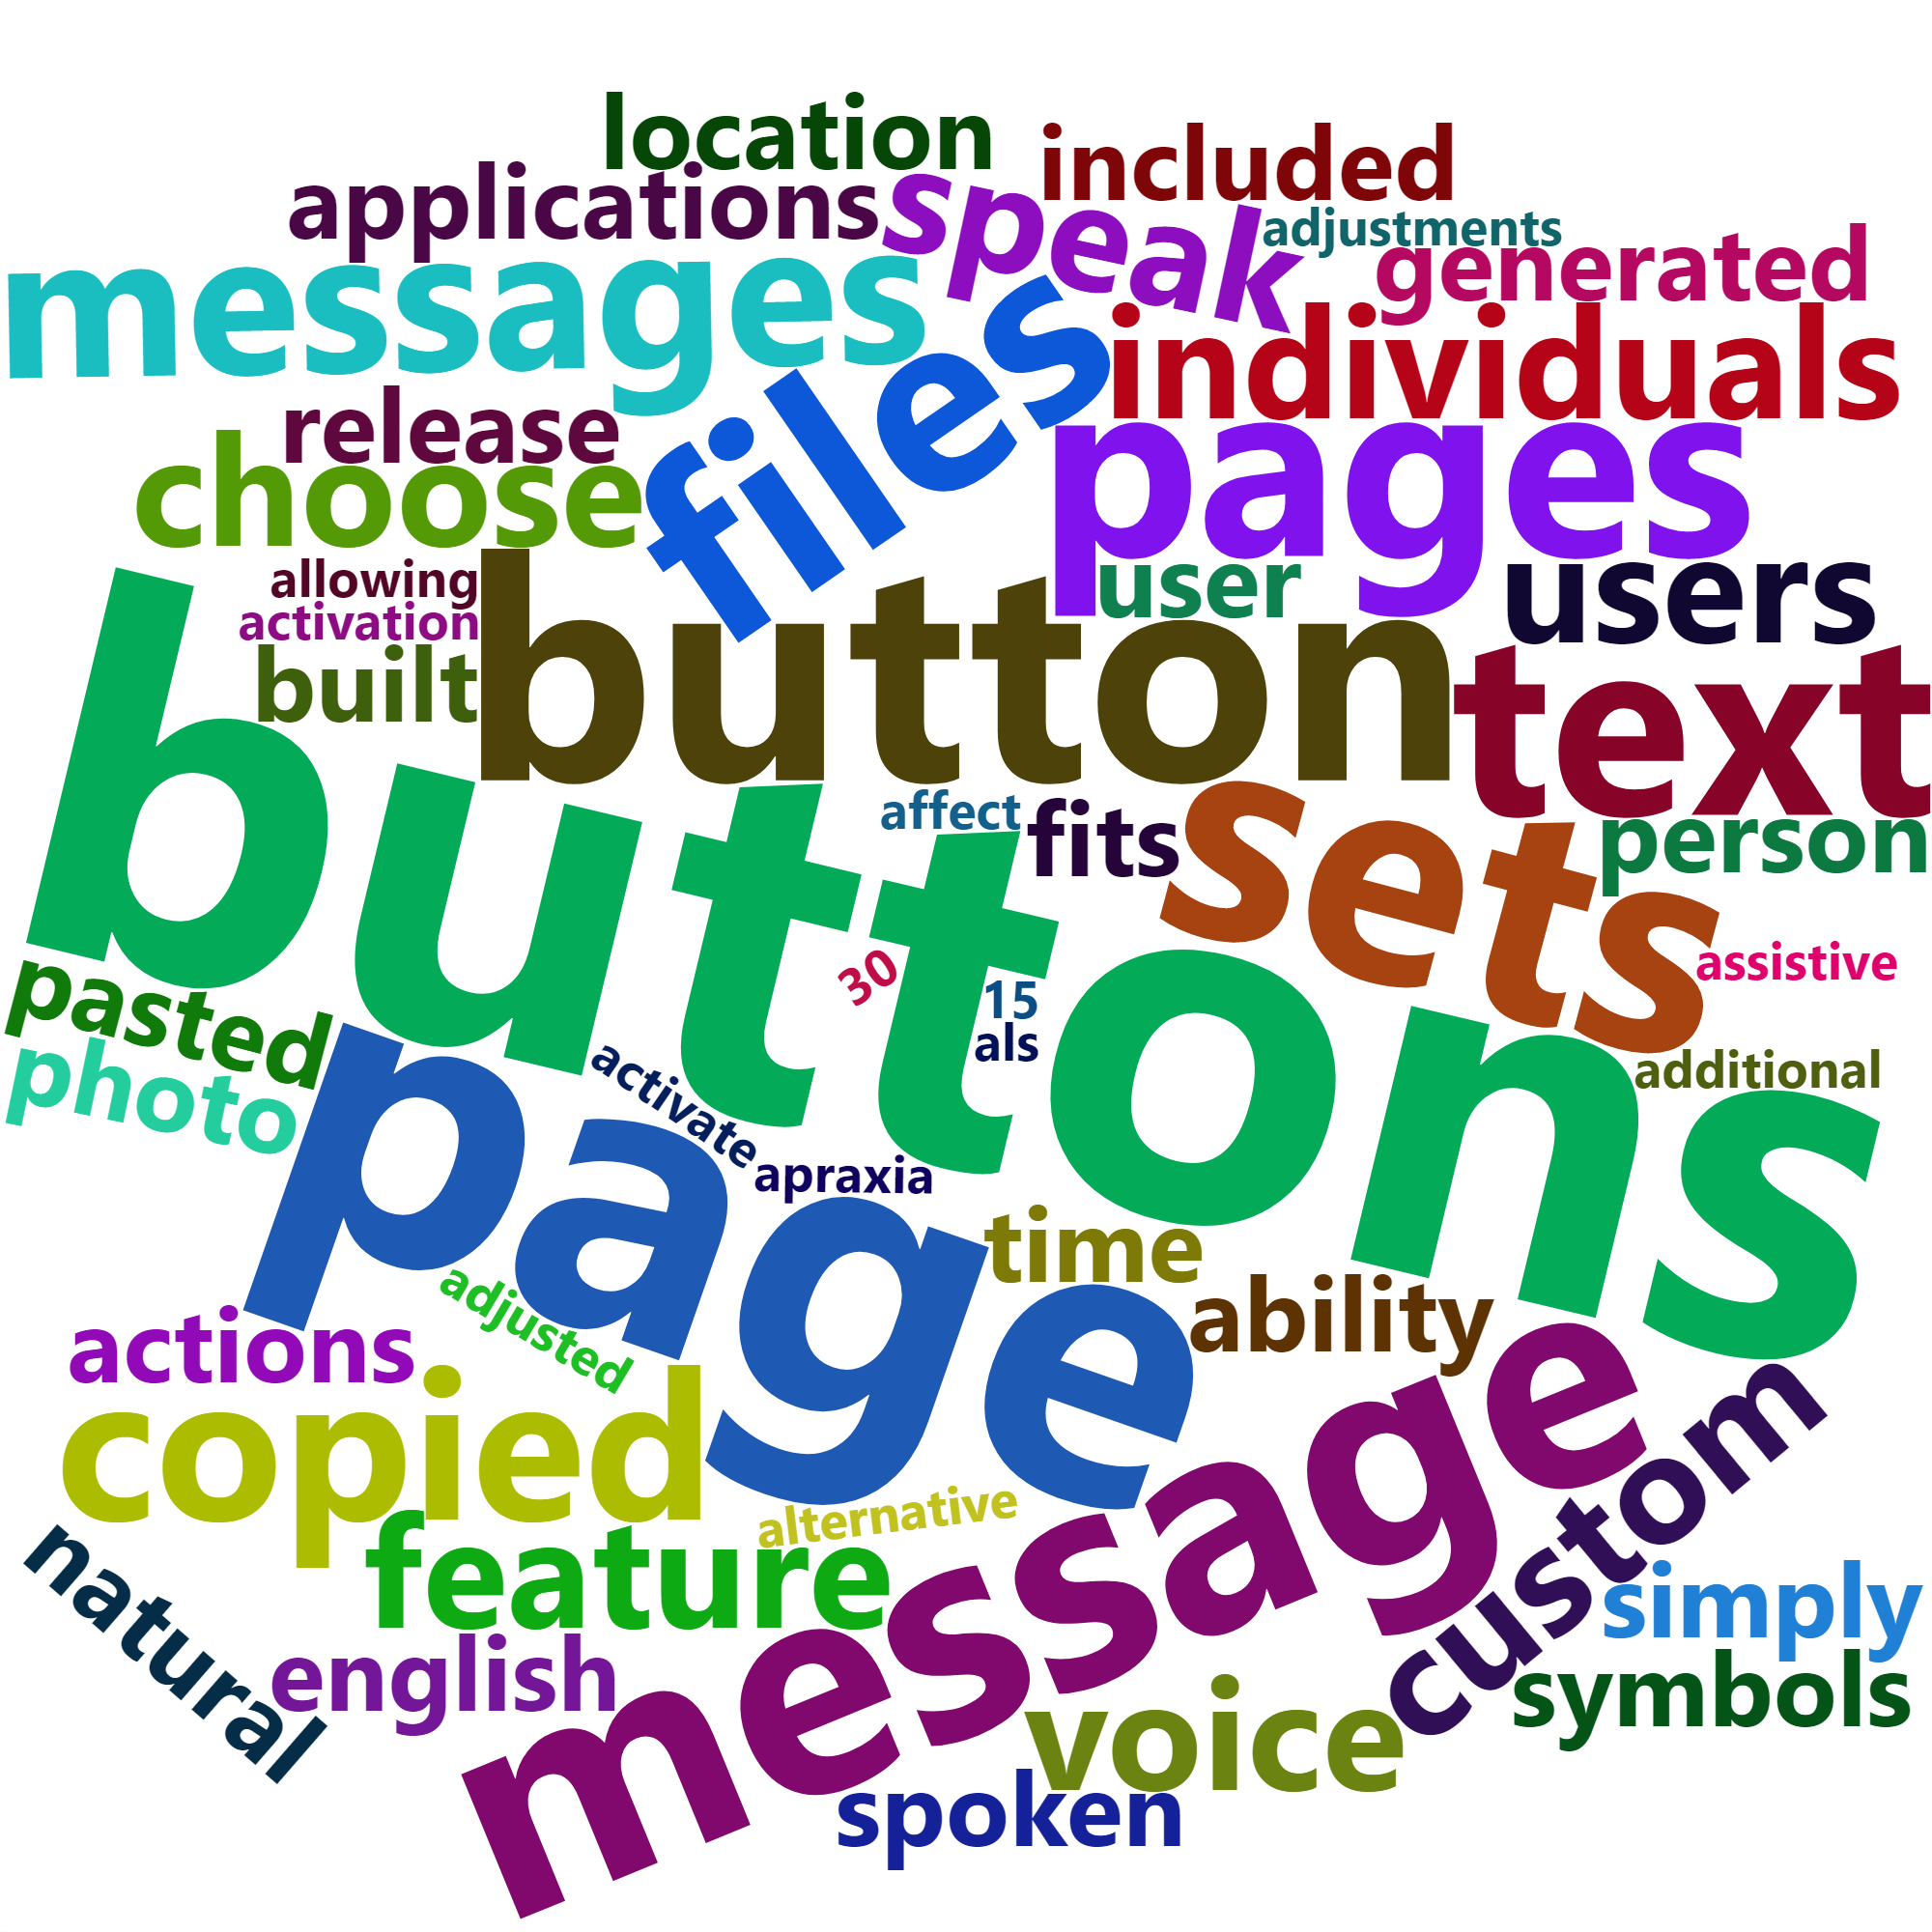 location
included
applications
speak
adjustments
generated
messages
files
individuals
release
pages
choose
allowing
user
users
activation
button
built
text
buttons
affect
fits
sets
person
pasted
30
15
assistive
photo
als
activate
additional
page
apraxia
time
adjusted
ability
actions
copied
message
custom
alternative
feature
natural
simply
english
voice
symbols
spoken